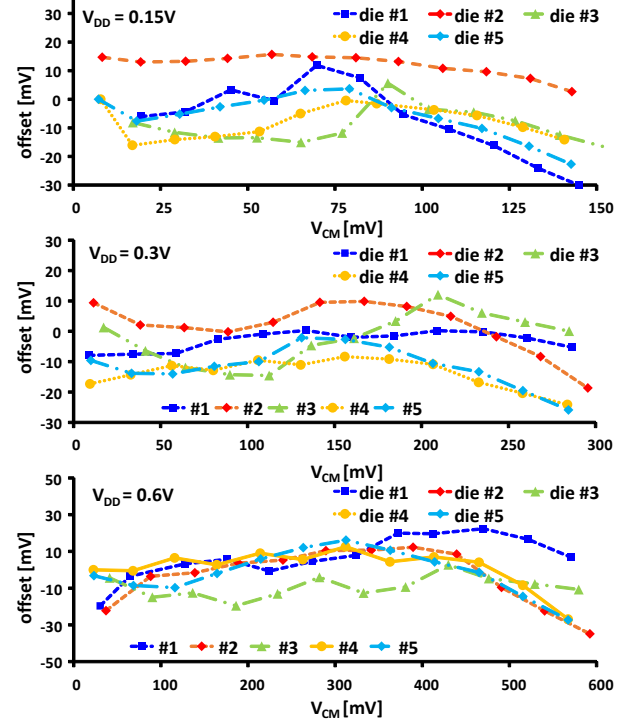 30
V_DD = 0.15V
die #1 die #2 die #3
20
die #4 die #5
10
0
-10
-20
-30
offset [mV]
0 25 50 75 100 125 150
V_CM [mV]
30
V_DD = 0.3V
die #1 die #2 die #3
20
die #4 die #5
10
0
-10
-20
-30
offset [mV]
#1 #2 #3 #4 #5
0 50 100 150 200 250 300
V_CM [mV]
50
V_DD = 0.6V
die #1 die #2 die #3
30
die #4 die #5
10
-10
-30
-50
offset [mV]
#1 #2 #3 #4 #5
0 100 200 300 400 500 600
V_CM [mV]